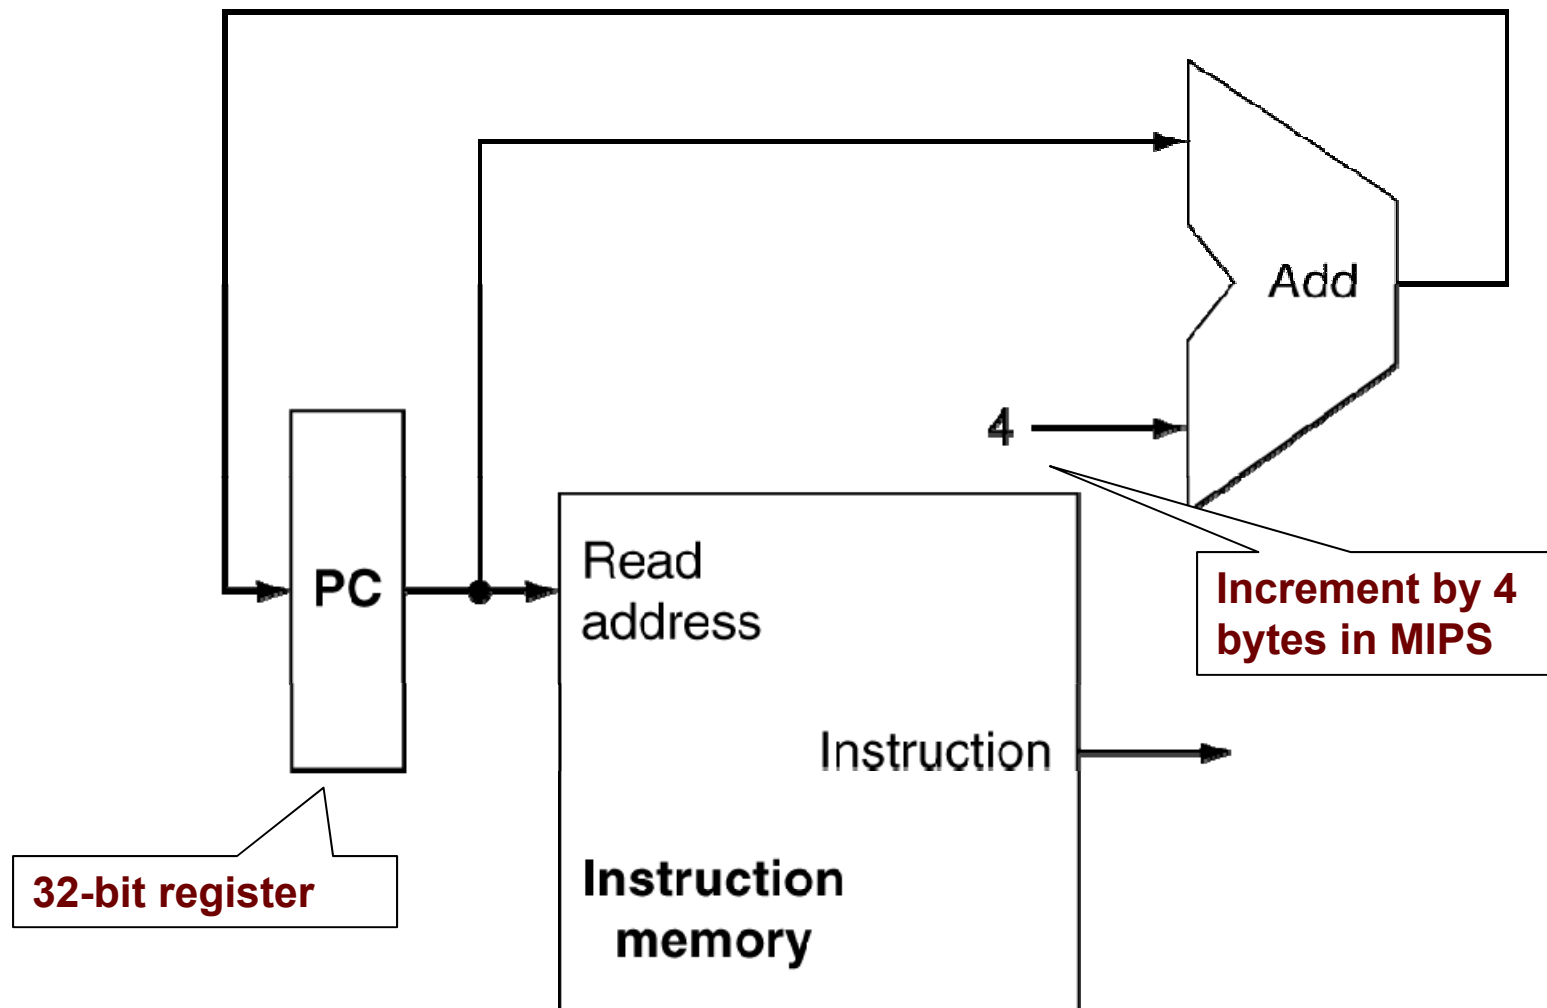 Add
4
PC
Read
address
Increment by 4
bytes in MIPS
Instruction
32-bit register
Instruction
memory